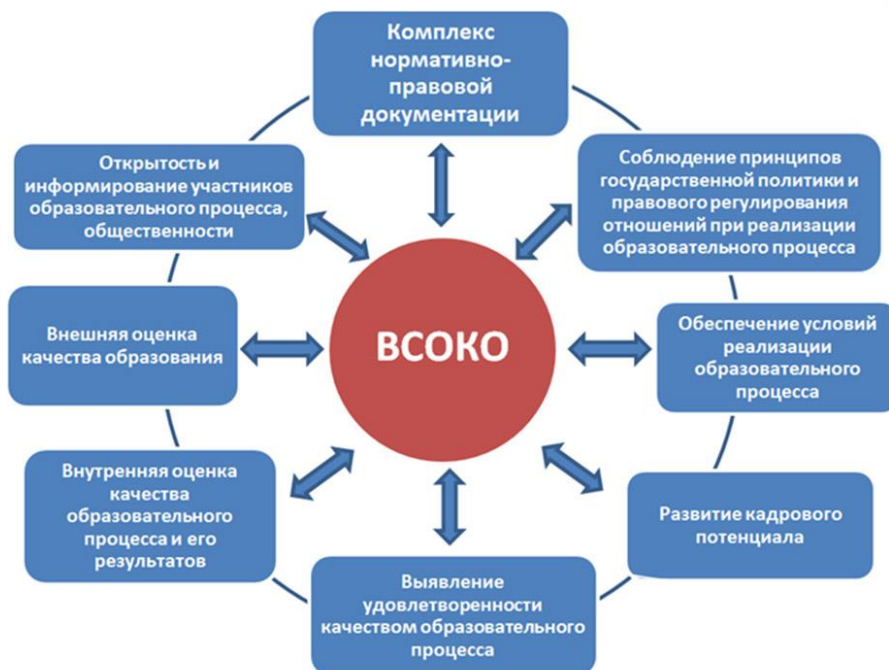 Комплекс
нормативно-
правовой
документации
Соблюдение принципов
государственной политики и
правового регулирования
отношений при реализации
образовательного процесса
Обеспечение условий
реализации
образовательного
процесса
Развитие кадрового
потенциала
Выявление
удовлетворенности
качеством образовательного
процесса
Внутренняя оценка
качества
образовательного
процесса и его
результатов
Внешняя оценка
качества образования
Открытость и
информирование участников
образовательного процесса,
общественности
ВСОКО